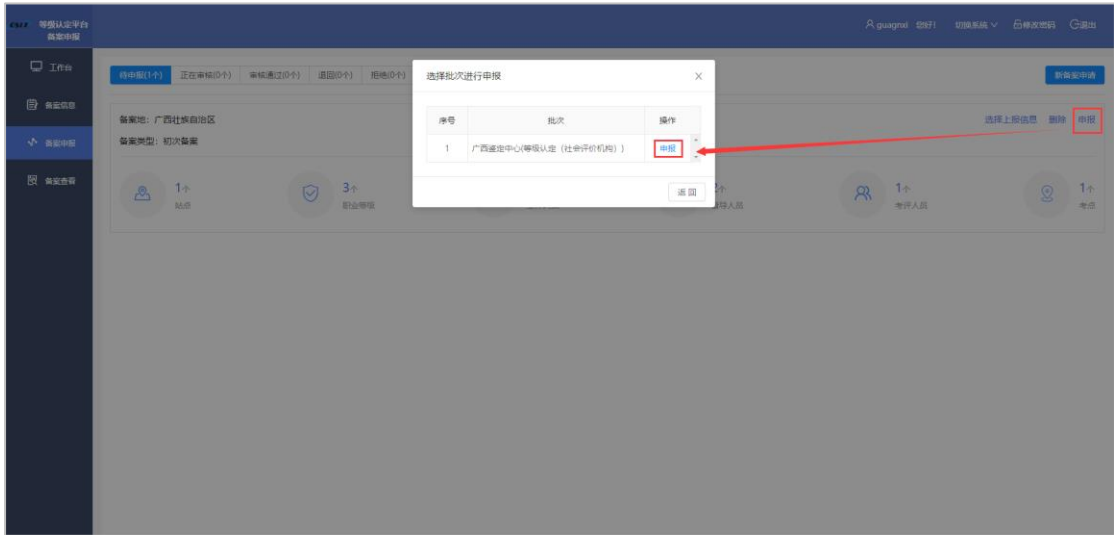 等级认定平台
备案申报
guagnxi 您好!
切换系统
修改密码
退出
工作台
备案信息
备案申报
备案查看
待申报(1个)
正在审核(0个)
审核通过(0个)
退回(0个)
拒绝(0个)
新备案申请
备案地: 广西壮族自治区
选择上报信息 删除 申报
备案类型: 初次备案
1个
站点
3个
职业等级
导人员
1个
考评人员
1个
考点
选择批次进行申报
序号 批次 操作
1 广西鉴定中心(等级认定(社会评价机构)) 申报
返回